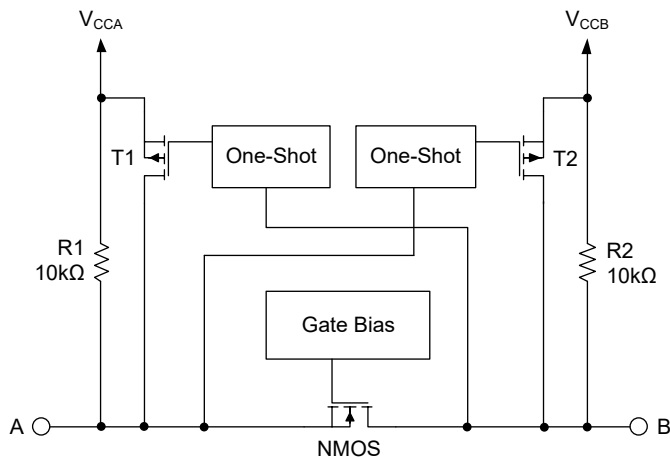 VCCA
VCCB
T1
One-Shot
One-Shot
T2
R1
10kΩ
R2
10kΩ
Gate Bias
A
B
NMOS